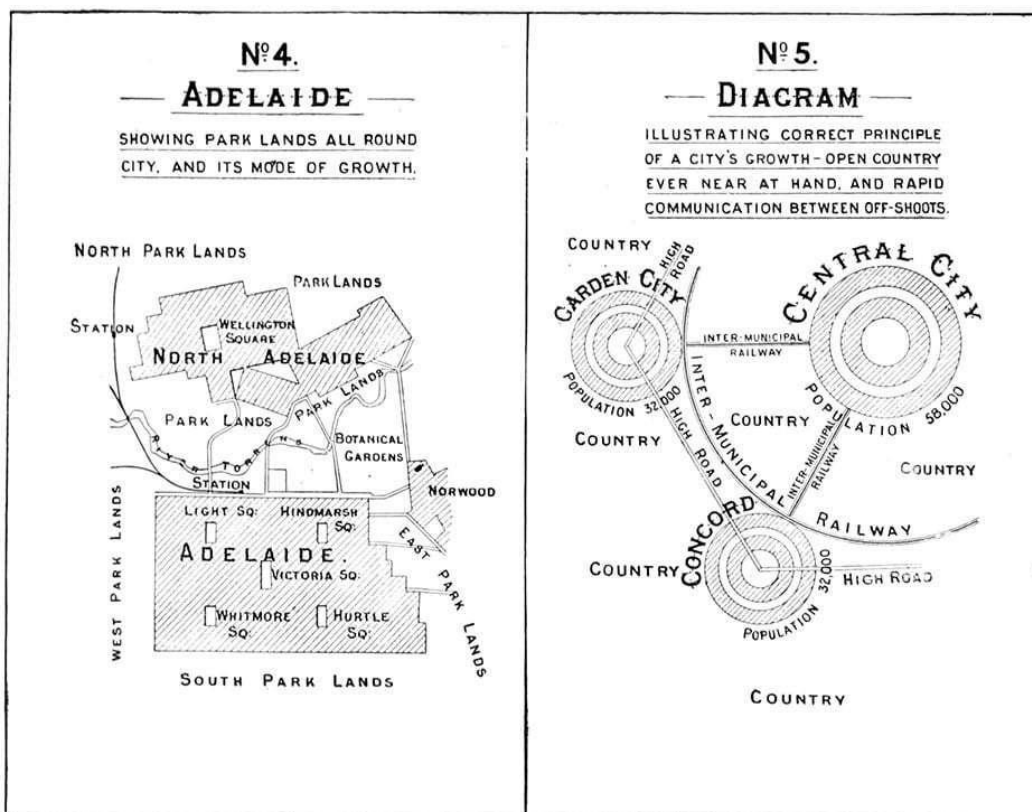 No 4.
ADELAIDE
SHOWING PARK LANDS ALL ROUND
CITY, AND ITS MODE OF GROWTH.
NORTH PARK LANDS
PARK LANDS
STATION
WELLINGTON
SQUARE
NORTH ADELAIDE
PARK LANDS
PARK LANDS
RIVER TORRENS
BOTANICAL
GARDENS
STATION
NORWOOD
LIGHT SQ:
HINDMARSH
SQ:
ADELAIDE.
VICTORIA SQ:
WHITMORE
SQ:
HURTLE
SQ:
WEST PARK LANDS
EAST PARK LANDS
SOUTH PARK LANDS
No 5.
DIAGRAM
ILLUSTRATING CORRECT PRINCIPLE
OF A CITY'S GROWTH – OPEN COUNTRY
EVER NEAR AT HAND, AND RAPID
COMMUNICATION BETWEEN OFF-SHOOTS.
COUNTRY
HIGH
ROAD
GARDEN CITY
POPULATION 32,000
CENTRAL CITY
POPULATION 58,000
INTER-MUNICIPAL
RAILWAY
INTER-MUNICIPAL RAILWAY
COUNTRY
COUNTRY
HIGH ROAD
INTER-MUNICIPAL
RAILWAY
COUNTRY
CONCORD
POPULATION 32,000
COUNTRY
HIGH ROAD
COUNTRY